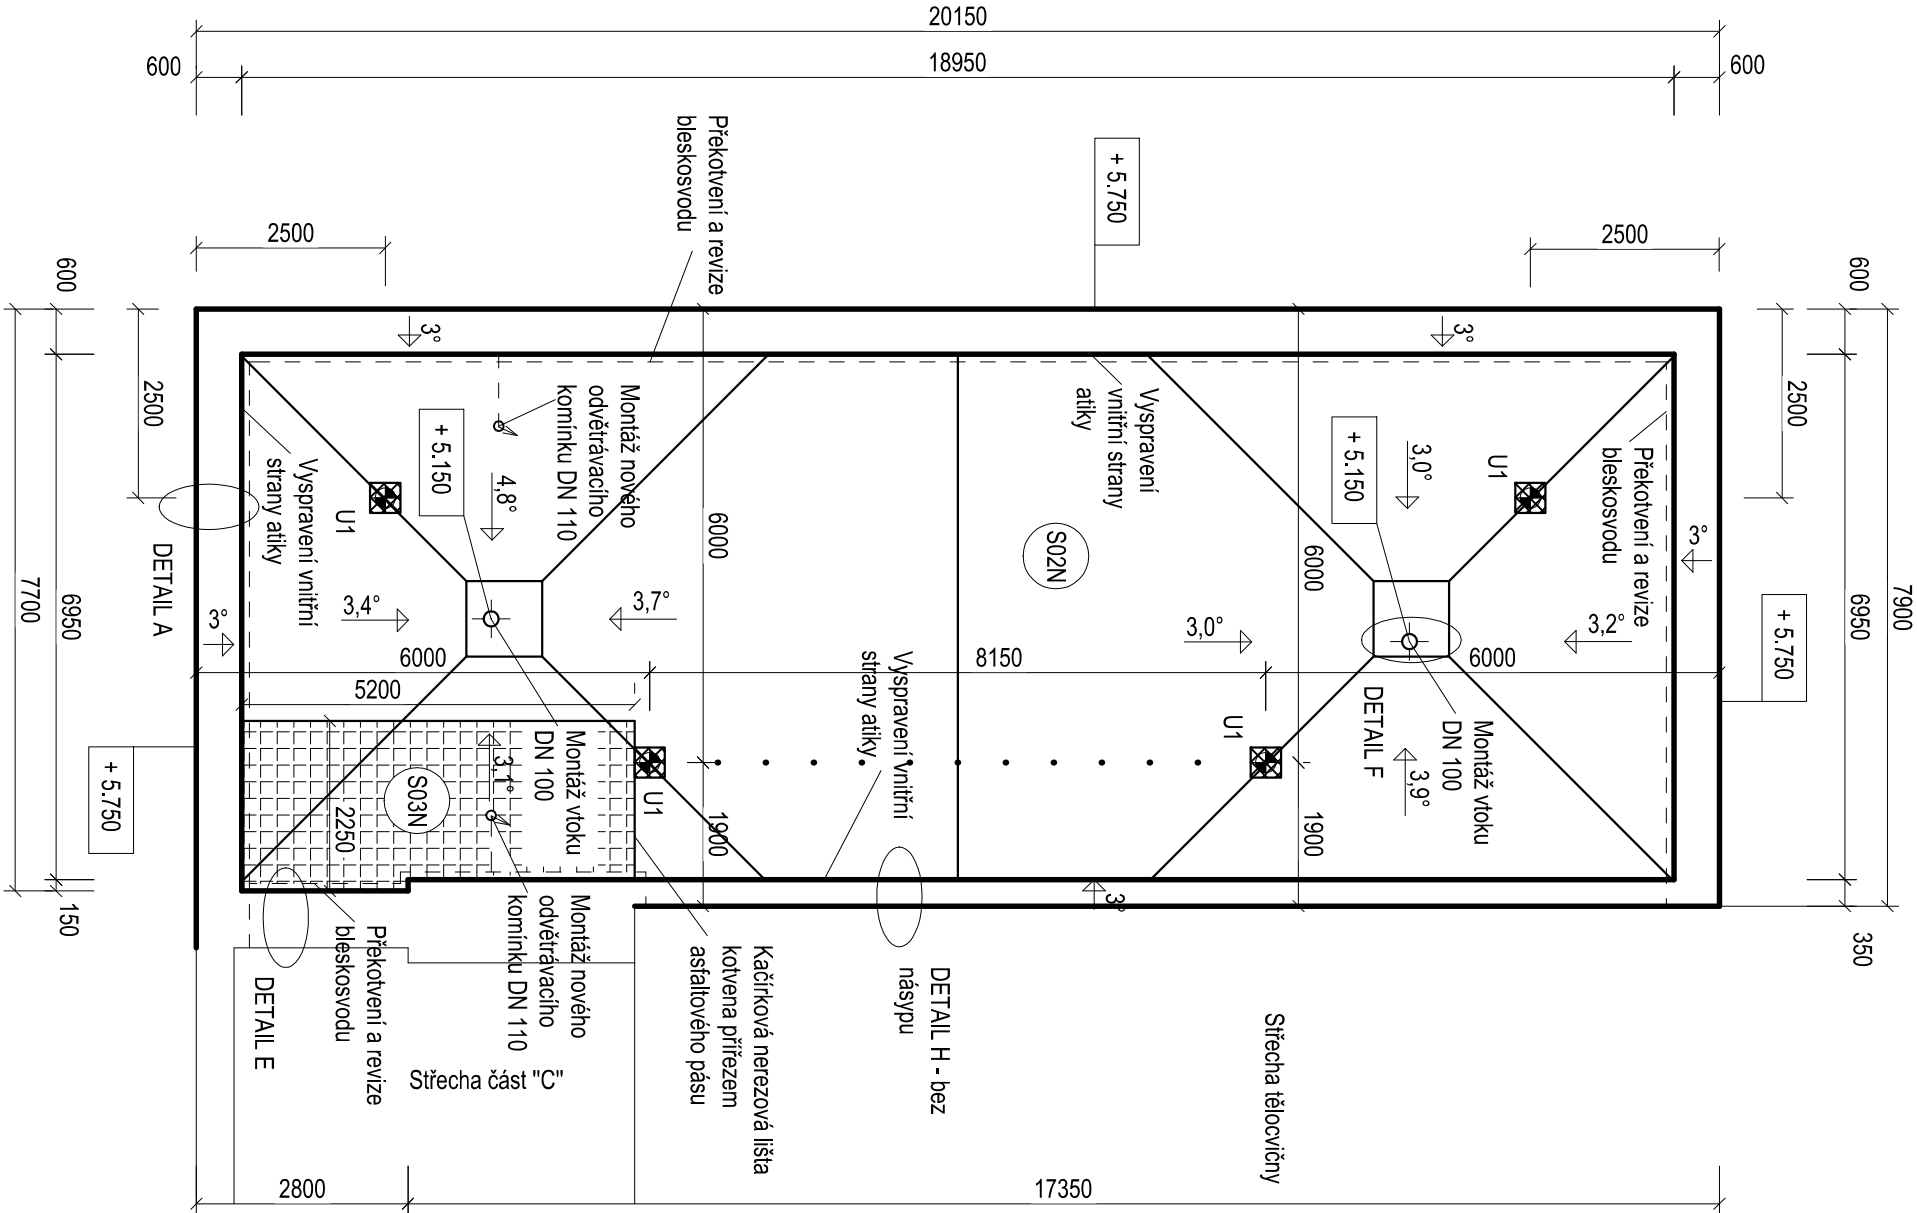 20150
600
18950
600
Překotvení a revize
bleskosvodu
+ 5.750
2500
2500
600
600
3°
3°
2500
2500
7900
6950
350
Montáž nového
odvětrávacího
komínku DN 110
+ 5.150
4,8°
Vyspravení
vnitřní strany
atiky
+ 5.150
3,0°
U1
Překotvení a revize
bleskosvodu
3°
Vyspravení vnitřní
strany atiky
U1
6000
S02N
6000
DETAIL A
7700
6950
150
3°
3,4°
3,7°
3,0°
3,2°
+ 5.750
6000
8150
6000
5200
Vyspravení vnitřní
strany atiky
DETAIL F
Montáž vtoku
DN 100
U1
3,9°
Montáž vtoku
DN 100
3,1°
S03N
2250
U1
1900
1900
+ 5.750
3°
Montáž nového
odvětrávacího
komínku DN 110
Překotvení a revize
bleskosvodu
DETAIL E
Kačírková nerezová lišta
kotvena přířezem
asfaltového pásu
DETAIL H - bez
násypu
Střecha tělocvičny
Střecha část "C"
2800
17350